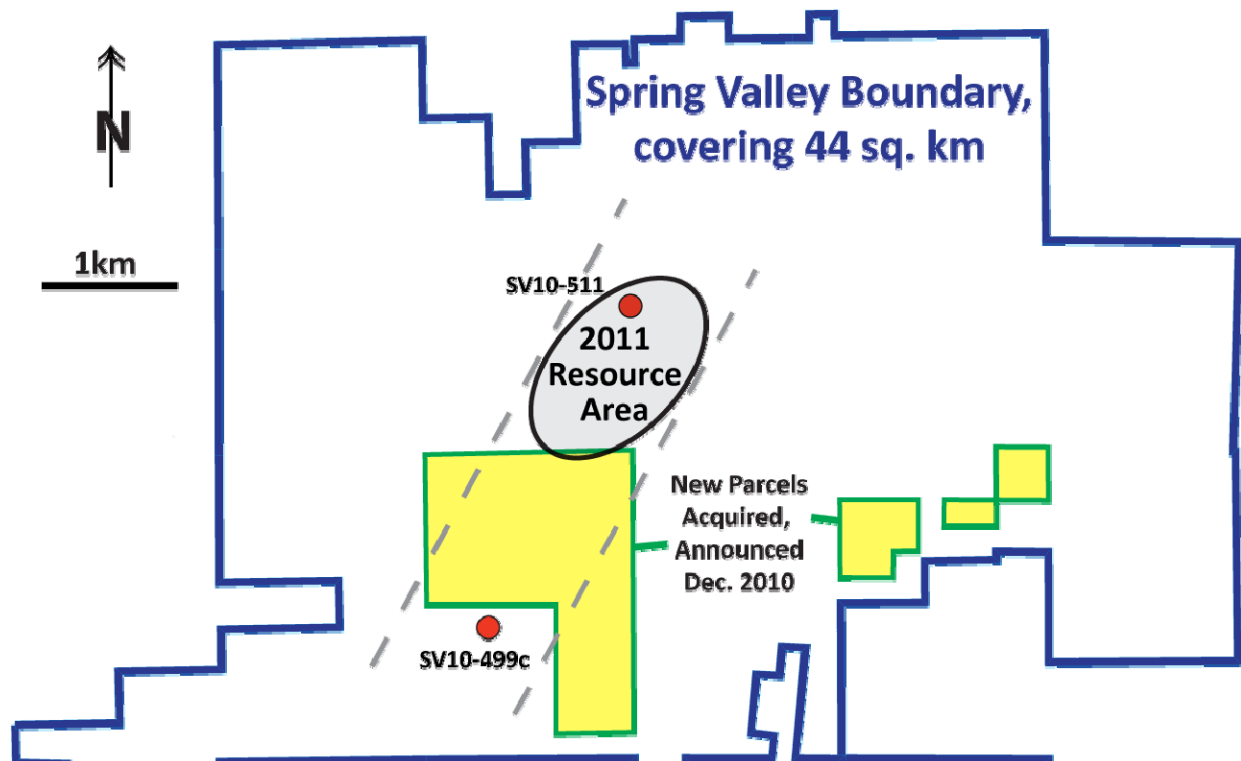 Spring Valley Boundary,
covering 44 sq. km
N
1km
SV10-511
2011
Resource
Area
New Parcels
Acquired,
Announced
Dec. 2010
SV10-499c